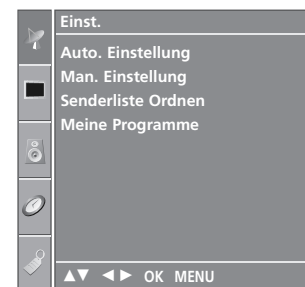 Einst.
Auto. Einstellung
Man. Einstellung
Senderliste Ordnen
Meine Programme
▲▼ ◄► OK MENU